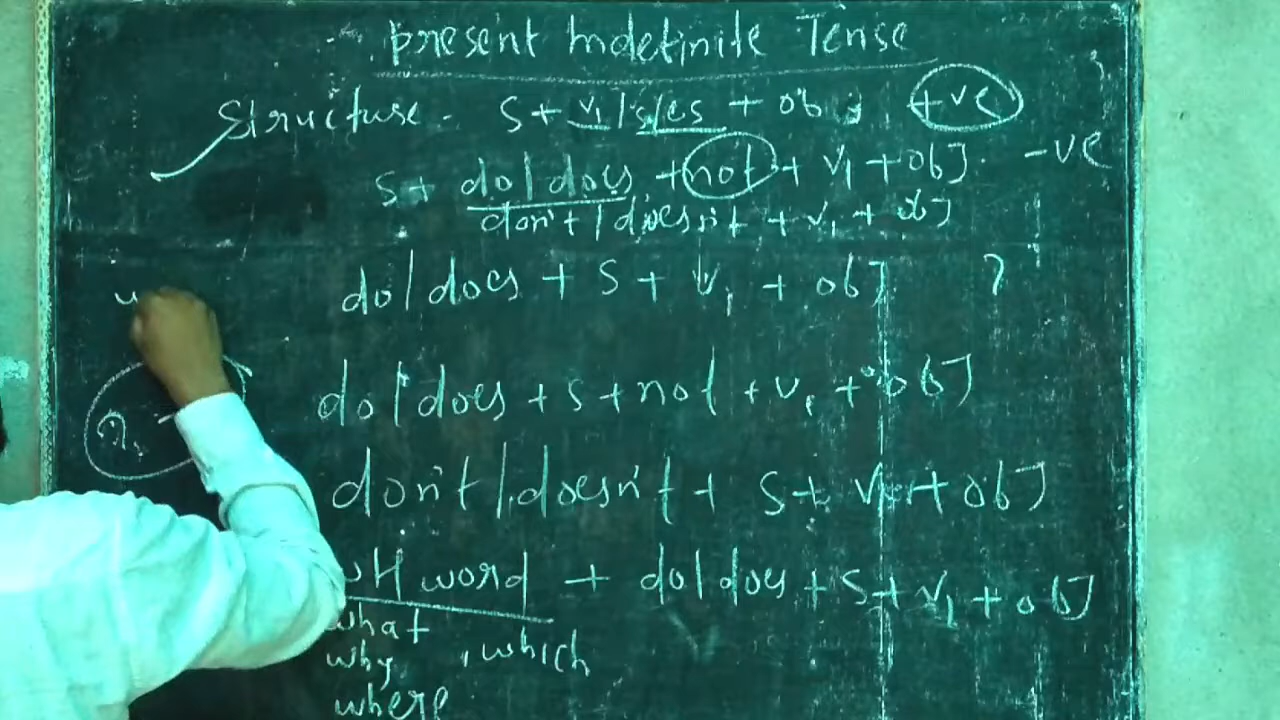 Present Indefinite Tense
Structure - S + V1 / s/es + ob +ve
S + do / does + not + V1 + obj. -ve
don't / doesn't + V1 + obj
do / does + S + V1 + obj ?
do / does + S + not + V1 + obj
don't / doesn't + S + V1 + obj
WH word + do / does + S + V1 + obj
what
why , which
where